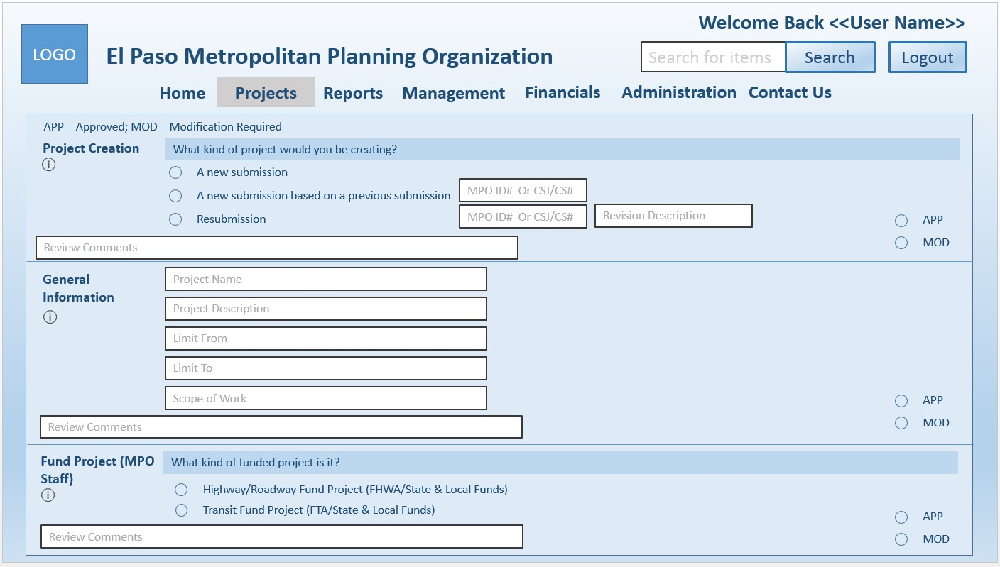 Welcome Back <<User Name>>
LOGO
El Paso Metropolitan Planning Organization
Search for items
Search
Logout
Home
Projects
Reports
Management
Financials
Administration
Contact Us
APP = Approved; MOD = Modification Required
Project Creation
What kind of project would you be creating?
A new submission
A new submission based on a previous submission
MPO ID# Or CSJ/CS#
Resubmission
MPO ID# Or CSJ/CS#
Revision Description
APP
MOD
Review Comments
General
Information
Project Name
Project Description
Limit From
Limit To
Scope of Work
APP
MOD
Review Comments
Fund Project (MPO
Staff)
What kind of funded project is it?
Highway/Roadway Fund Project (FHWA/State & Local Funds)
Transit Fund Project (FTA/State & Local Funds)
APP
MOD
Review Comments